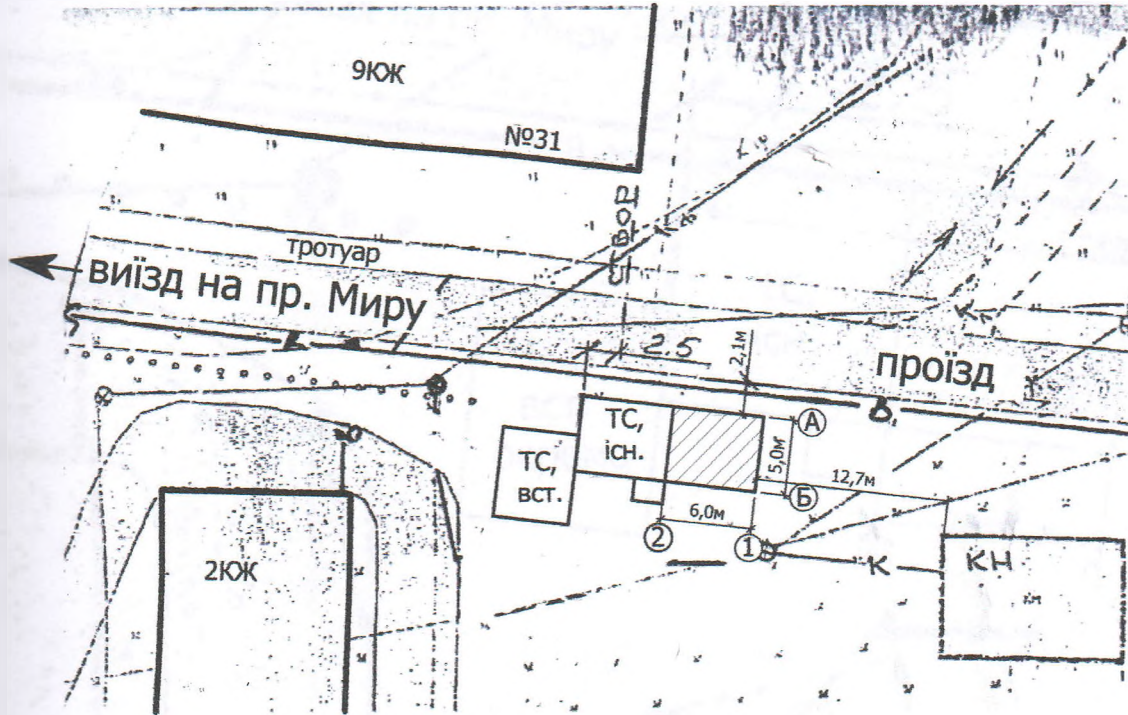 9КЖ
№31
тротуар
виїзд на пр. Миру
2.5
2,1м
проїзд
ТС,
існ.
А
5,0м
12,7м
Б
ТС,
вст.
6,0м
2
1
К
КН
2КЖ